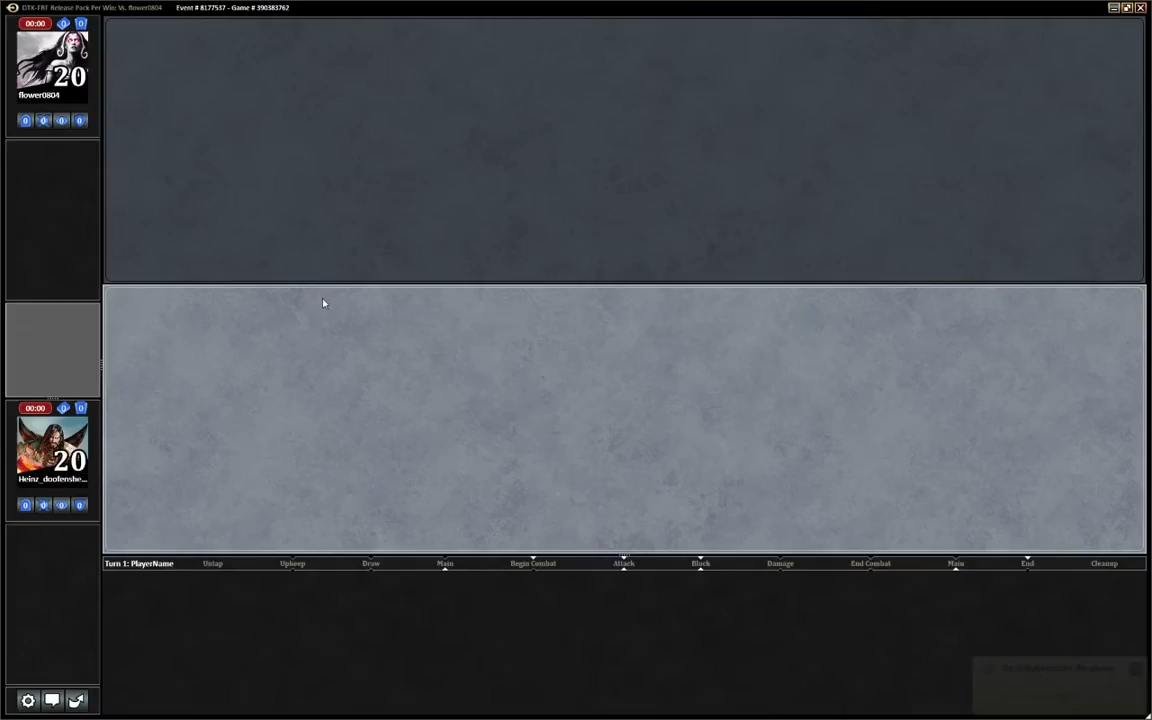 DTK-FRF Release Pack Per Win: Vs. flower0804 Event # 8177537 - Game # 390383762
00:00 0 0
20
flower0804
0 0 0 0
00:00 0 0
20
Heinz_doofenshe...
0 0 0 0
Turn 1: PlayerName Untap Upkeep Draw Main Begin Combat Attack Block Damage End Combat Main End Cleanup